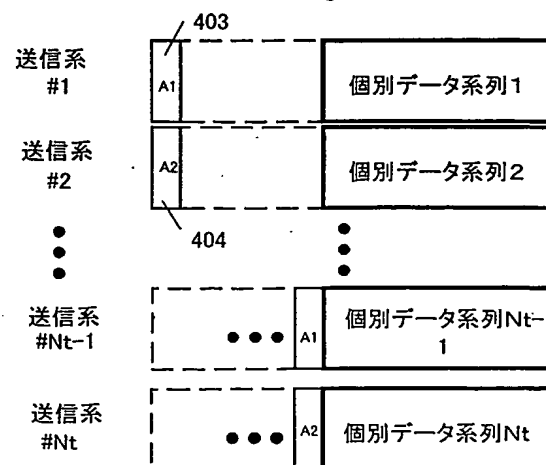 403
送信系
#1
A1
個別データ系列1
送信系
#2
A2
個別データ系列2
404
送信系
#Nt-1
A1
個別データ系列Nt-
1
送信系
#Nt
A2
個別データ系列Nt